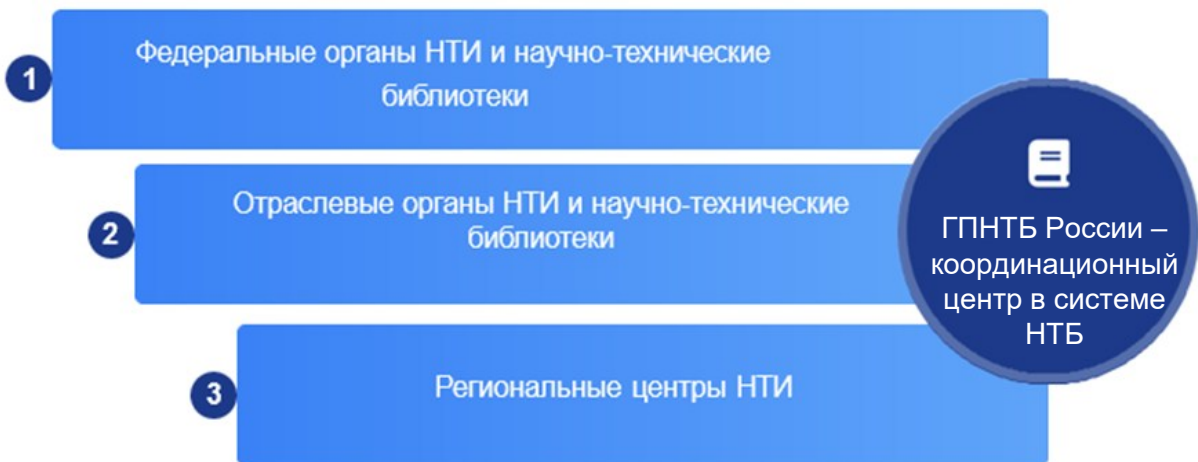 1
Федеральные органы НТИ и научно-технические
библиотеки
2
Отраслевые органы НТИ и научно-технические
библиотеки
3
Региональные центры НТИ
ГПНТБ России –
координационный
центр в системе
НТБ